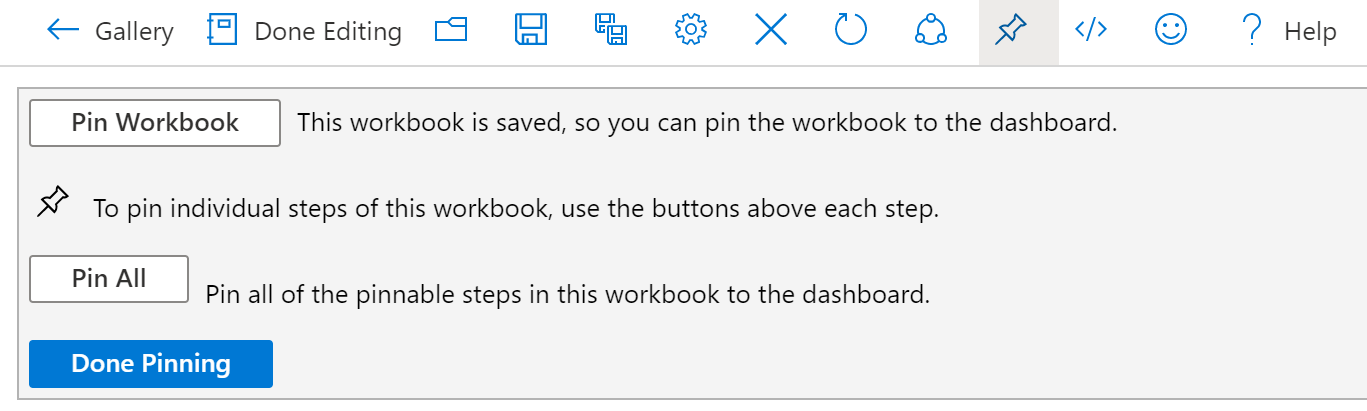 Gallery Done Editing Help
Pin Workbook This workbook is saved, so you can pin the workbook to the dashboard.
To pin individual steps of this workbook, use the buttons above each step.
Pin All Pin all of the pinnable steps in this workbook to the dashboard.
Done Pinning